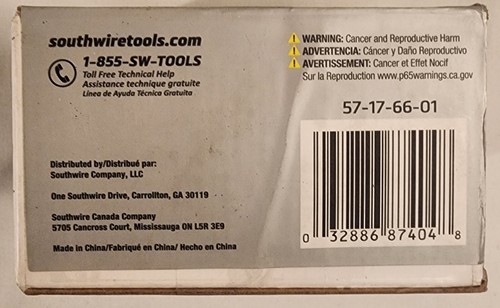 southwiretools.com
1-855-SW-TOOLS
Toll Free Technical Help
Assistance technique gratuite
Línea de Ayuda Técnica Gratuita
WARNING: Cancer and Reproductive Harm
ADVERTENCIA: Cáncer y Daño Reproductivo
AVERTISSEMENT: Cancer et Effet Nocif
Sur la Reproduction www.p65warnings.ca.gov
57-17-66-01
Distributed by/Distribué par:
Southwire Company, LLC
One Southwire Drive, Carrollton, GA 30119
Southwire Canada Company
5705 Cancross Court, Mississauga ON L5R 3E9
Made in China/Fabriqué en China/ Hecho en China
0 32886 87404 8